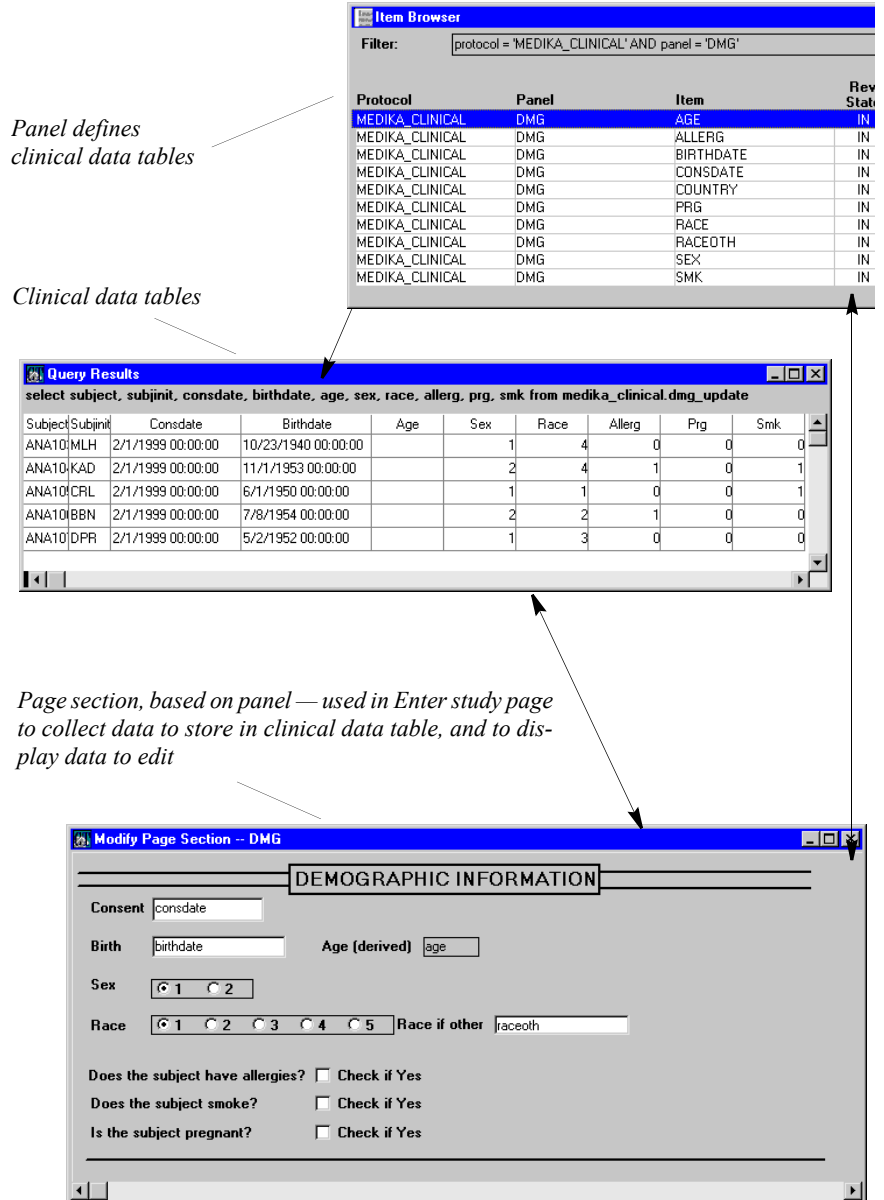 Item Browser
Filter: protocol = 'MEDIKA_CLINICAL' AND panel = 'DMG'
Protocol Panel Item Rev State
MEDIKA_CLINICAL DMG AGE IN
MEDIKA_CLINICAL DMG ALLERG IN
MEDIKA_CLINICAL DMG BIRTHDATE IN
MEDIKA_CLINICAL DMG CONSDATE IN
MEDIKA_CLINICAL DMG COUNTRY IN
MEDIKA_CLINICAL DMG PRG IN
MEDIKA_CLINICAL DMG RACE IN
MEDIKA_CLINICAL DMG RACEOTH IN
MEDIKA_CLINICAL DMG SEX IN
MEDIKA_CLINICAL DMG SMK IN
Panel defines
clinical data tables
Clinical data tables
Query Results
select subject, subjinit, consdate, birthdate, age, sex, race, allerg, prg, smk from medika_clinical.dmg_update
Subject Subjinit Consdate Birthdate Age Sex Race Allerg Prg Smk
MLH 2/1/1999 00:00:00 10/23/1940 00:00:00 1 4 0 0 0
KAD 2/1/1999 00:00:00 11/1/1953 00:00:00 2 4 1 0 1
CRL 2/1/1999 00:00:00 6/1/1950 00:00:00 1 1 0 0 1
BBN 2/1/1999 00:00:00 7/8/1954 00:00:00 2 2 1 0 0
DPR 2/1/1999 00:00:00 5/2/1952 00:00:00 1 3 0 0 0
Page section, based on panel — used in Enter study page
to collect data to store in clinical data table, and to dis-
play data to edit
Modify Page Section -- DMG
DEMOGRAPHIC INFORMATION
Consent consdate
Birth birthdate Age (derived) age
Sex 1 2
Race 1 2 3 4 5 Race if other raceoth
Does the subject have allergies? Check if Yes
Does the subject smoke? Check if Yes
Is the subject pregnant? Check if Yes